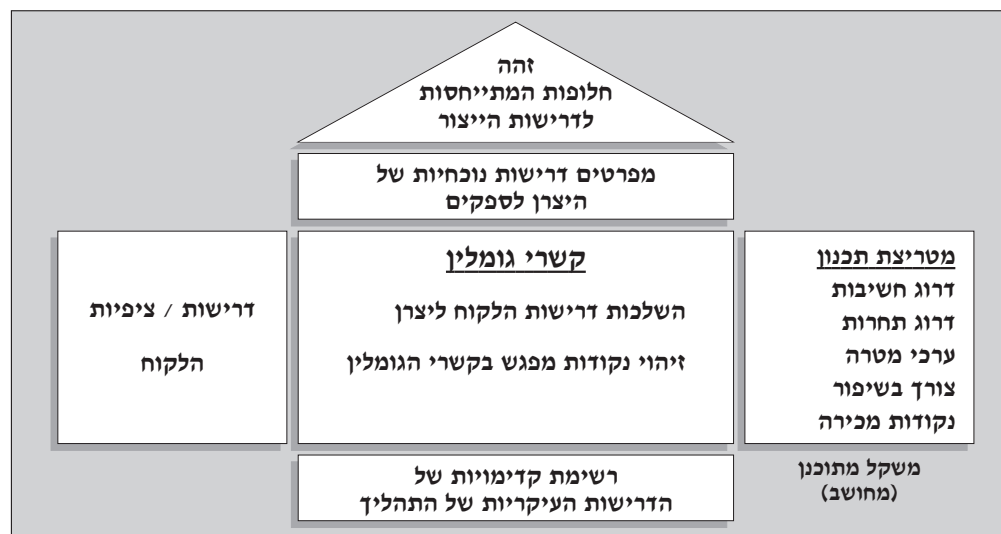 זהה
חלופות המתייחסות
לדרישות הייצור
מפרטים דרישות נוכחיות של
היצרן לספקים
מטריצת תכנון
דרוג חשיבות
דרוג תחרות
ערכי מטרה
צורך בשיפור
נקודות מכירה
קשרי גומלין
השלכות דרישות הלקוח ליצרן
זיהוי נקודות מפגש בקשרי הגומלין
דרישות / ציפיות
הלקוח
משקל מתוכנן
(מחושב)
רשימת קדימויות של
הדרישות העיקריות של התהליך